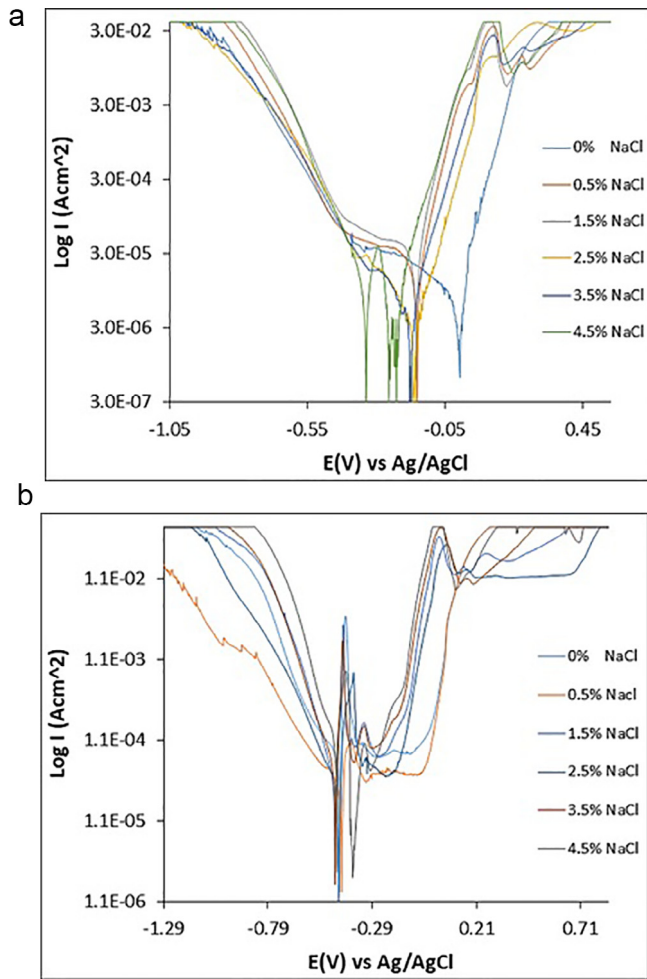 a
3.0E-02
3.0E-03
3.0E-04
3.0E-05
3.0E-06
3.0E-07
Log I (Acm^2)
-1.05 -0.55 -0.05 0.45
E(V) vs Ag/AgCl
0% NaCl
0.5% NaCl
1.5% NaCl
2.5% NaCl
3.5% NaCl
4.5% NaCl
b
1.1E-02
1.1E-03
1.1E-04
1.1E-05
1.1E-06
Log I (Acm^2)
-1.29 -0.79 -0.29 0.21 0.71
E(V) vs Ag/AgCl
0% NaCl
0.5% NaCl
1.5% NaCl
2.5% NaCl
3.5% NaCl
4.5% NaCl